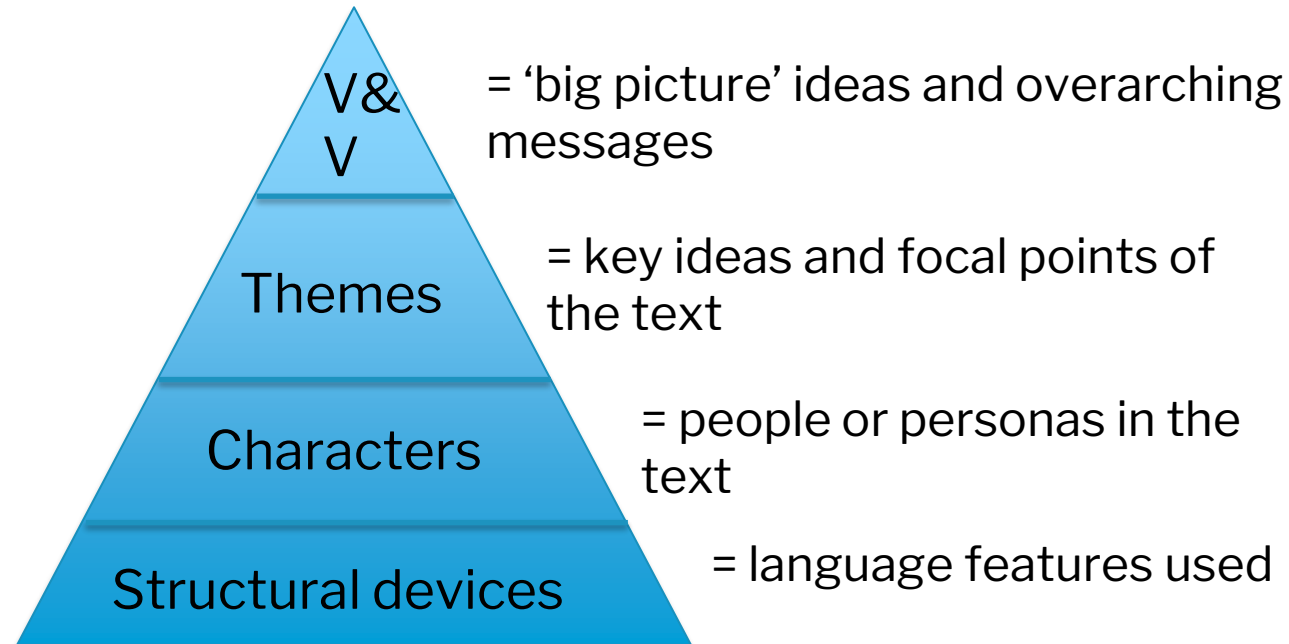 V&
V
= ‘big picture’ ideas and overarching
messages
Themes
= key ideas and focal points of
the text
Characters
= people or personas in the
text
Structural devices
= language features used